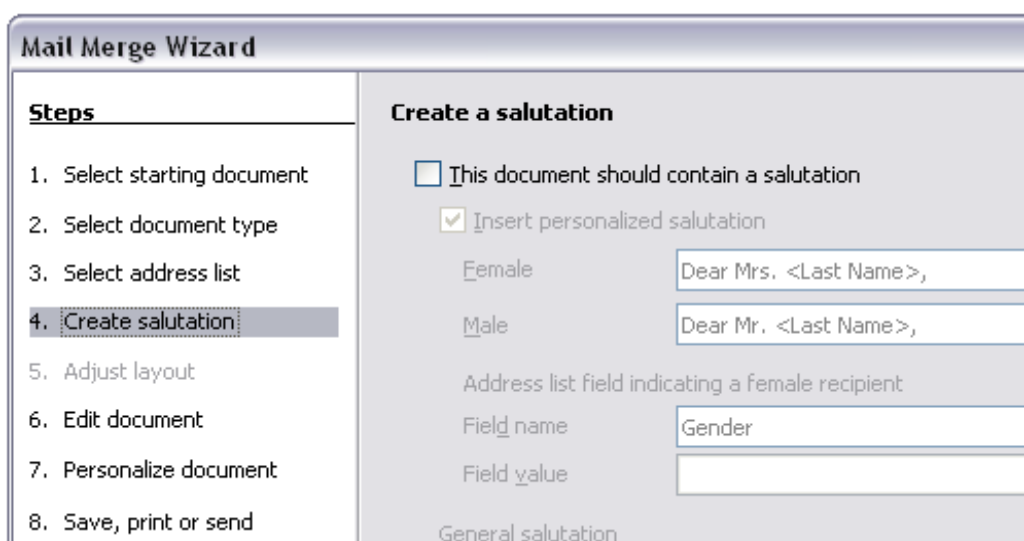 Mail Merge Wizard
Steps
1. Select starting document
2. Select document type
3. Select address list
4. Create salutation
5. Adjust layout
6. Edit document
7. Personalize document
8. Save, print or send
Create a salutation
This document should contain a salutation
Insert personalized salutation
Female Dear Mrs. <Last Name>,
Male Dear Mr. <Last Name>,
Address list field indicating a female recipient
Field name Gender
Field value
General salutation